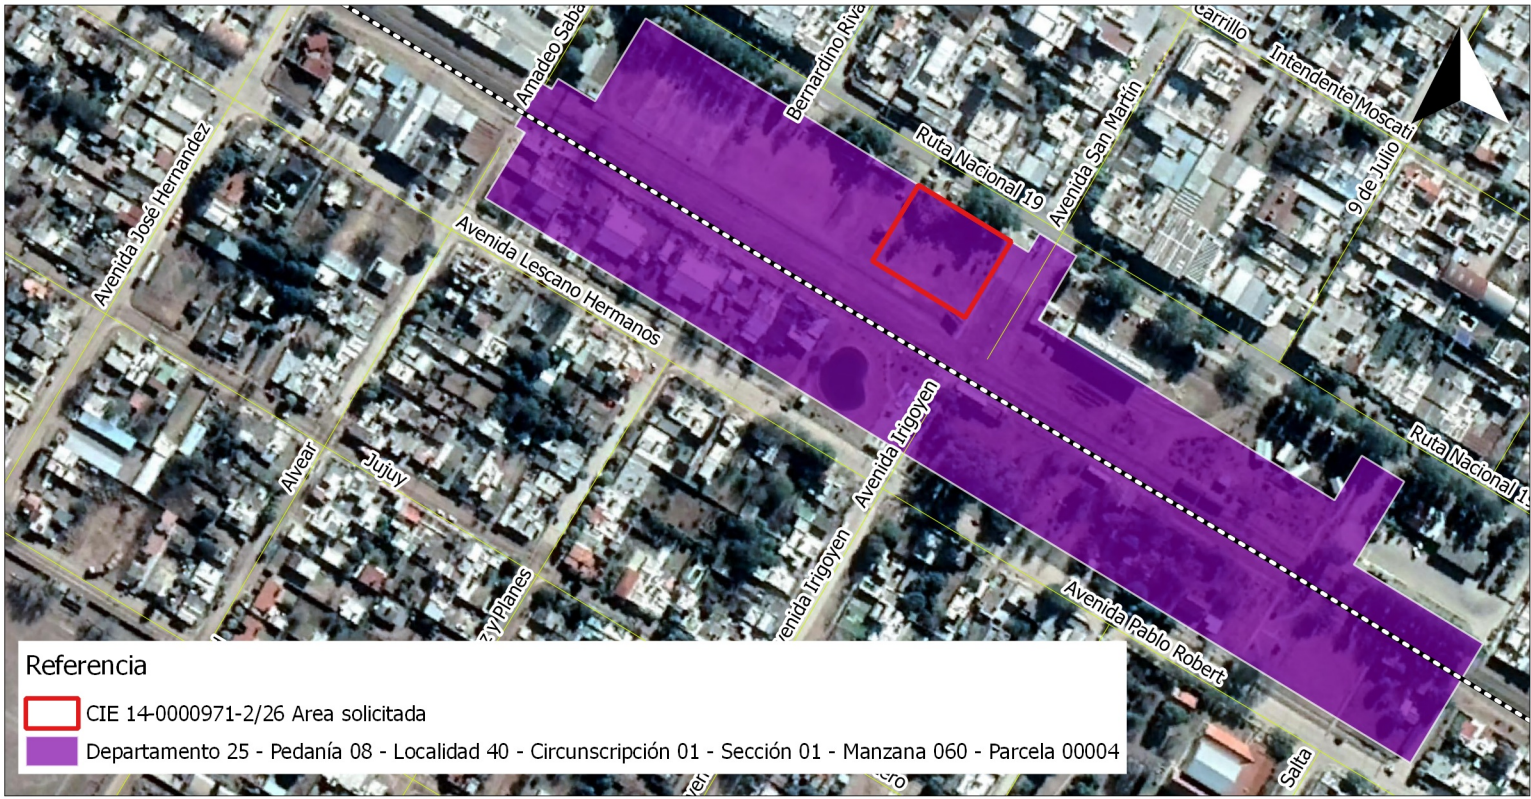 Amadeo Saba
Bernardino Riva
Carrillo
Intendente Moscati
Avenida San Martin
Ruta Nacional 19
9 de Julio
Avenida José Hernandez
Avenida Lescano Hermanos
Avenida Irigoyen
Ruta Nacional 1
Alvear
Jujuy
z y Planes
venida Irigoyen
Avenida Pablo Robert
Salta
Referencia
CIE 14-0000971-2/26 Area solicitada
Departamento 25 - Pedanía 08 - Localidad 40 - Circunscripción 01 - Sección 01 - Manzana 060 - Parcela 00004